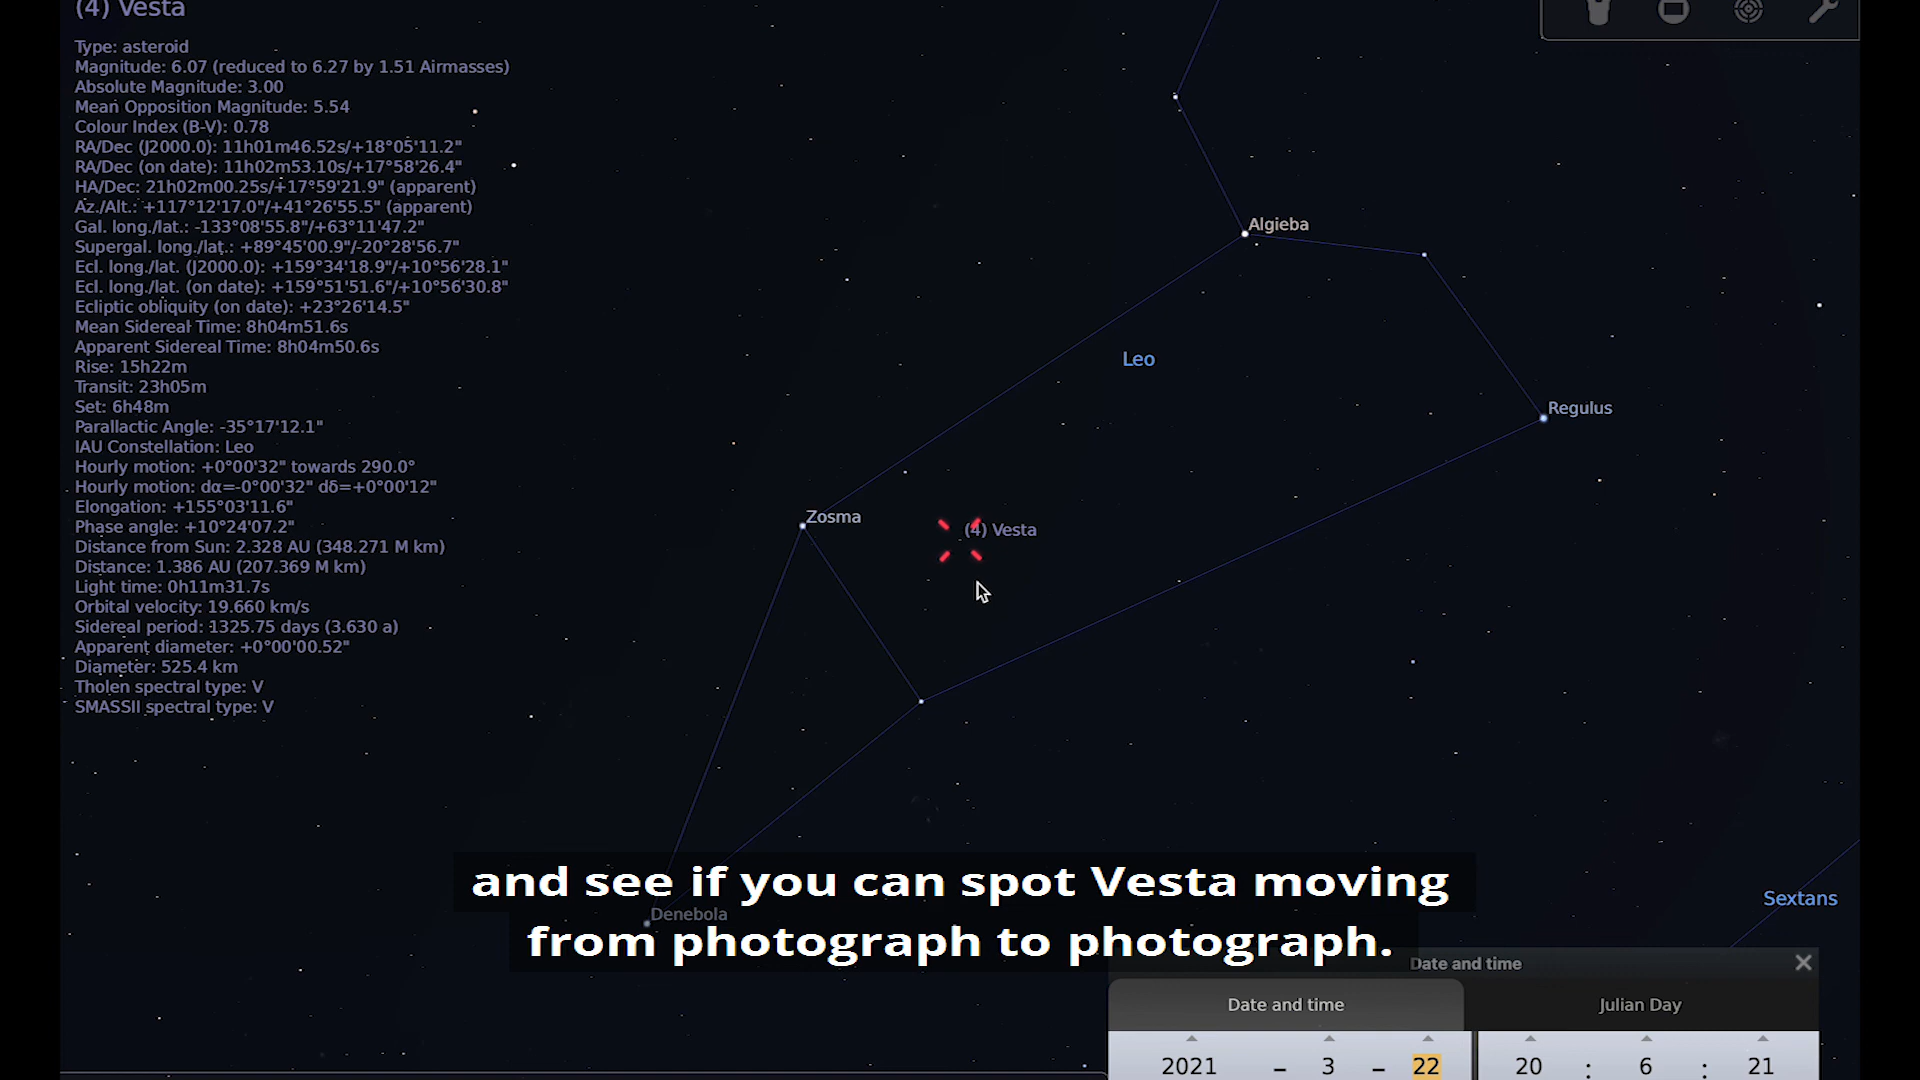 (4) Vesta
Type: asteroid
Magnitude: 6.07 (reduced to 6.27 by 1.51 Airmasses)
Absolute Magnitude: 3.00
Mean Opposition Magnitude: 5.54
Colour Index (B-V): 0.78
RA/Dec (J2000.0): 11h01m46.52s/+18°05'11.2"
RA/Dec (on date): 11h02m53.10s/+17°58'26.4"
HA/Dec: 21h02m00.25s/+17°59'21.9" (apparent)
Az./Alt.: +117°12'17.0"/+41°26'55.5" (apparent)
Gal. long./lat.: -133°08'55.8"/+63°11'47.2"
Supergal. long./lat.: +89°45'00.9"/-20°28'56.7"
Ecl. long./lat. (J2000.0): +159°34'18.9"/+10°56'28.1"
Ecl. long./lat. (on date): +159°51'51.6"/+10°56'30.8"
Ecliptic obliquity (on date): +23°26'14.5"
Mean Sidereal Time: 8h04m51.6s
Apparent Sidereal Time: 8h04m50.6s
Rise: 15h22m
Transit: 23h05m
Set: 6h48m
Parallactic Angle: -35°17'12.1"
IAU Constellation: Leo
Hourly motion: +0°00'32" towards 290.0°
Hourly motion: dα=-0°00'32" dδ=+0°00'12"
Elongation: +155°03'11.6"
Phase angle: +10°24'07.2"
Distance from Sun: 2.328 AU (348.271 M km)
Distance: 1.386 AU (207.369 M km)
Light time: 0h11m31.7s
Orbital velocity: 19.660 km/s
Sidereal period: 1325.75 days (3.630 a)
Apparent diameter: +0°00'00.52"
Diameter: 525.4 km
Tholen spectral type: V
SMASSII spectral type: V
Algieba
Leo
Regulus
Zosma
(4) Vesta
and see if you can spot Vesta moving
Sextans
Denebola
from photograph to photograph.
Date and time
Date and time
Julian Day
2021 – 3 – 22 20 : 6 : 21